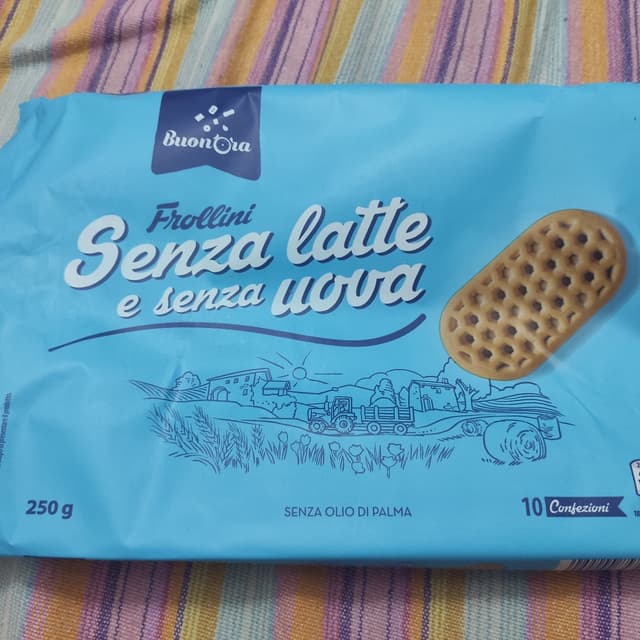 BuonOra
Frollini
Senza latte
e senza uova
250 g
SENZA OLIO DI PALMA
10 Confezioni